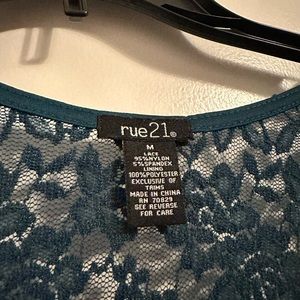 rue21®
M
LACE
95%NYLON
5%SPANDEX
LINING
100%POLYESTER
EXCLUSIVE OF
TRIMS
MADE IN CHINA
RN 70829
SEE REVERSE
FOR CARE